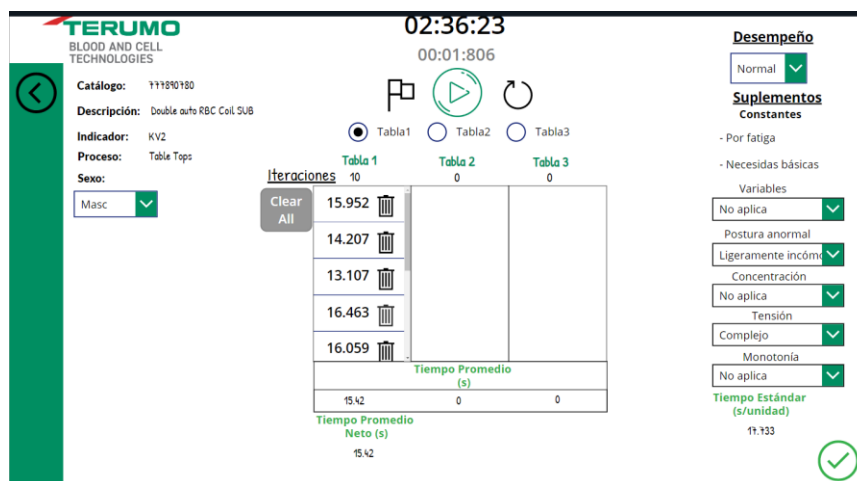 TERUMO
BLOOD AND CELL
TECHNOLOGIES
02:36:23
00:01:806
Catálogo: 777890780
Descripción: Double auto RBC Coil SUB
Indicador: KV2
Proceso: Table Tops
Sexo:
Masc
Tabla1 Tabla2 Tabla3
Iteraciones
Tabla 1 Tabla 2 Tabla 3
10 0 0
Clear
All
15.952
14.207
13.107
16.463
16.059
Tiempo Promedio
(s)
15.42 0 0
Tiempo Promedio
Neto (s)
15.42
Desempeño
Normal
Suplementos
Constantes
- Por fatiga
- Necesidas básicas
Variables
No aplica
Postura anormal
Ligeramente incómo
Concentración
No aplica
Tensión
Complejo
Monotonía
No aplica
Tiempo Estándar
(s/unidad)
17.733